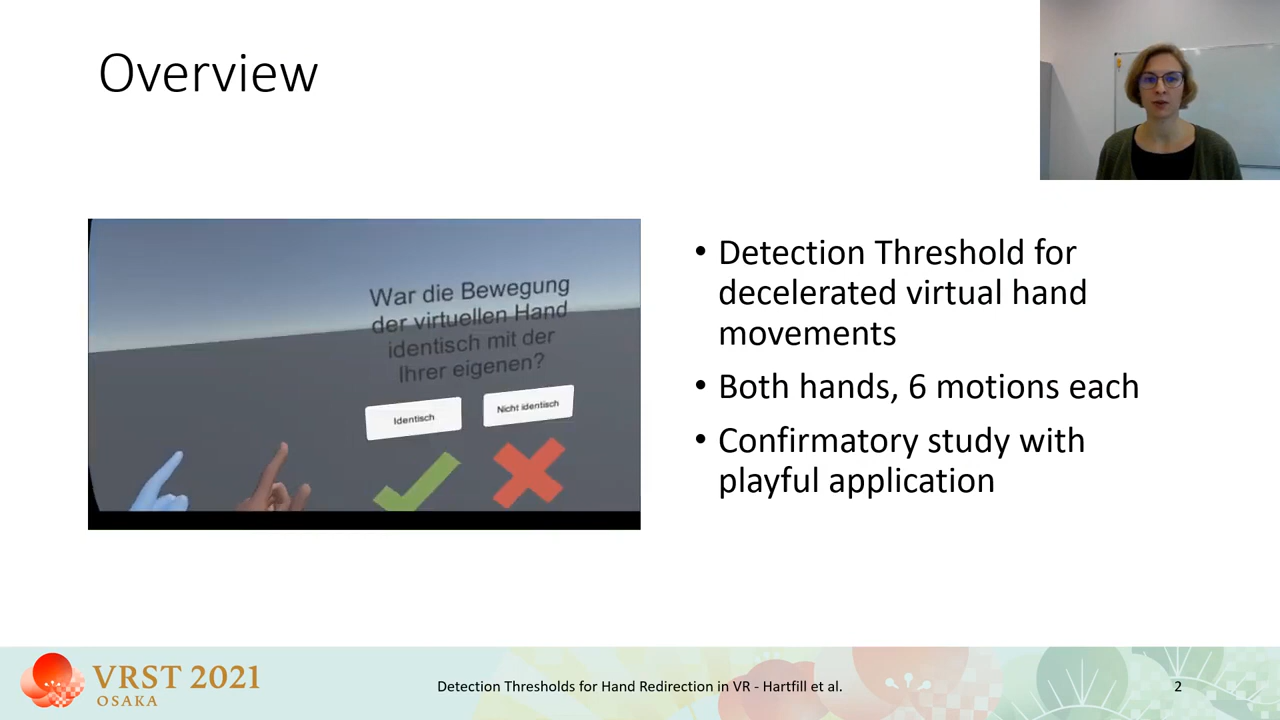 Overview
War die Bewegung
der virtuellen Hand
identisch mit der
Ihrer eigenen?
Identisch
Nicht identisch
• Detection Threshold for
decelerated virtual hand
movements
• Both hands, 6 motions each
• Confirmatory study with
playful application
VRST 2021
OSAKA
Detection Thresholds for Hand Redirection in VR - Hartfill et al.
2